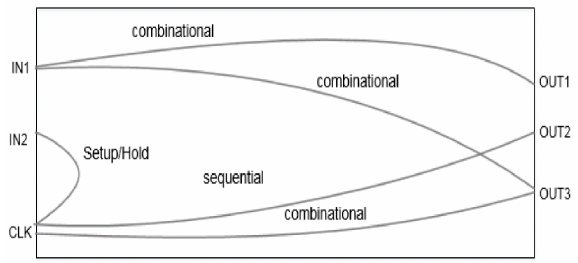 combinational
IN1
combinational
OUT1
IN2
OUT2
Setup/Hold
sequential
OUT3
combinational
CLK